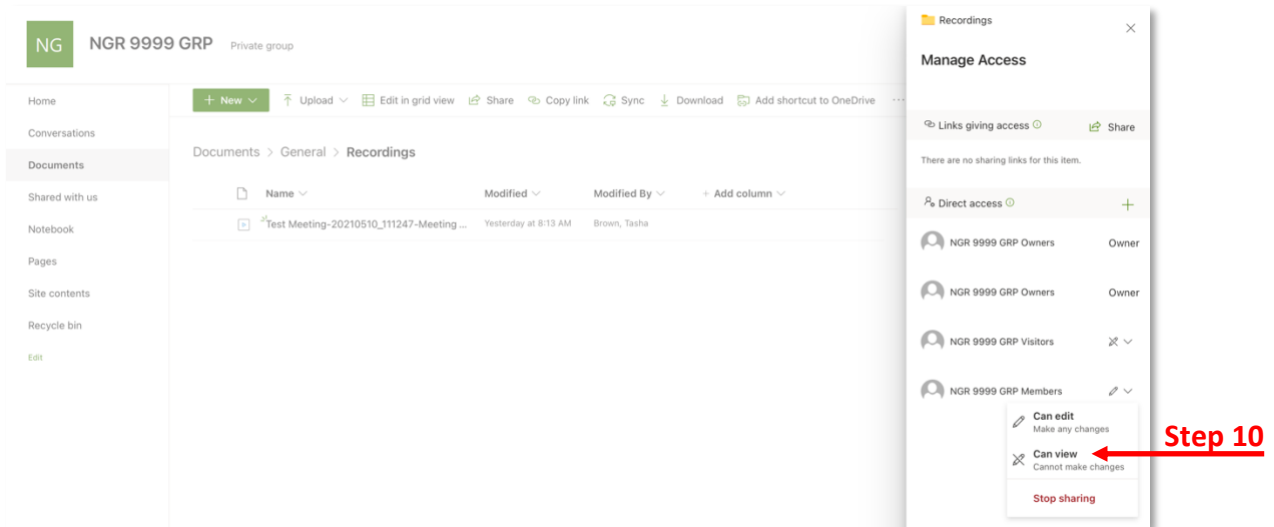 NG
NGR 9999 GRP
Private group
Home
Conversations
Documents
Shared with us
Notebook
Pages
Site contents
Recycle bin
Edit
+ New
Upload
Edit in grid view
Share
Copy link
Sync
Download
Add shortcut to OneDrive
...
Documents > General > Recordings
Name
Modified
Modified By
+ Add column
Test Meeting-20210510_111247-Meeting ...
Yesterday at 8:13 AM
Brown, Tasha
Recordings
Manage Access
Links giving access
Share
There are no sharing links for this item.
Direct access
NGR 9999 GRP Owners
Owner
NGR 9999 GRP Owners
Owner
NGR 9999 GRP Visitors
NGR 9999 GRP Members
Can edit
Make any changes
Can view
Cannot make changes
Stop sharing
Step 10